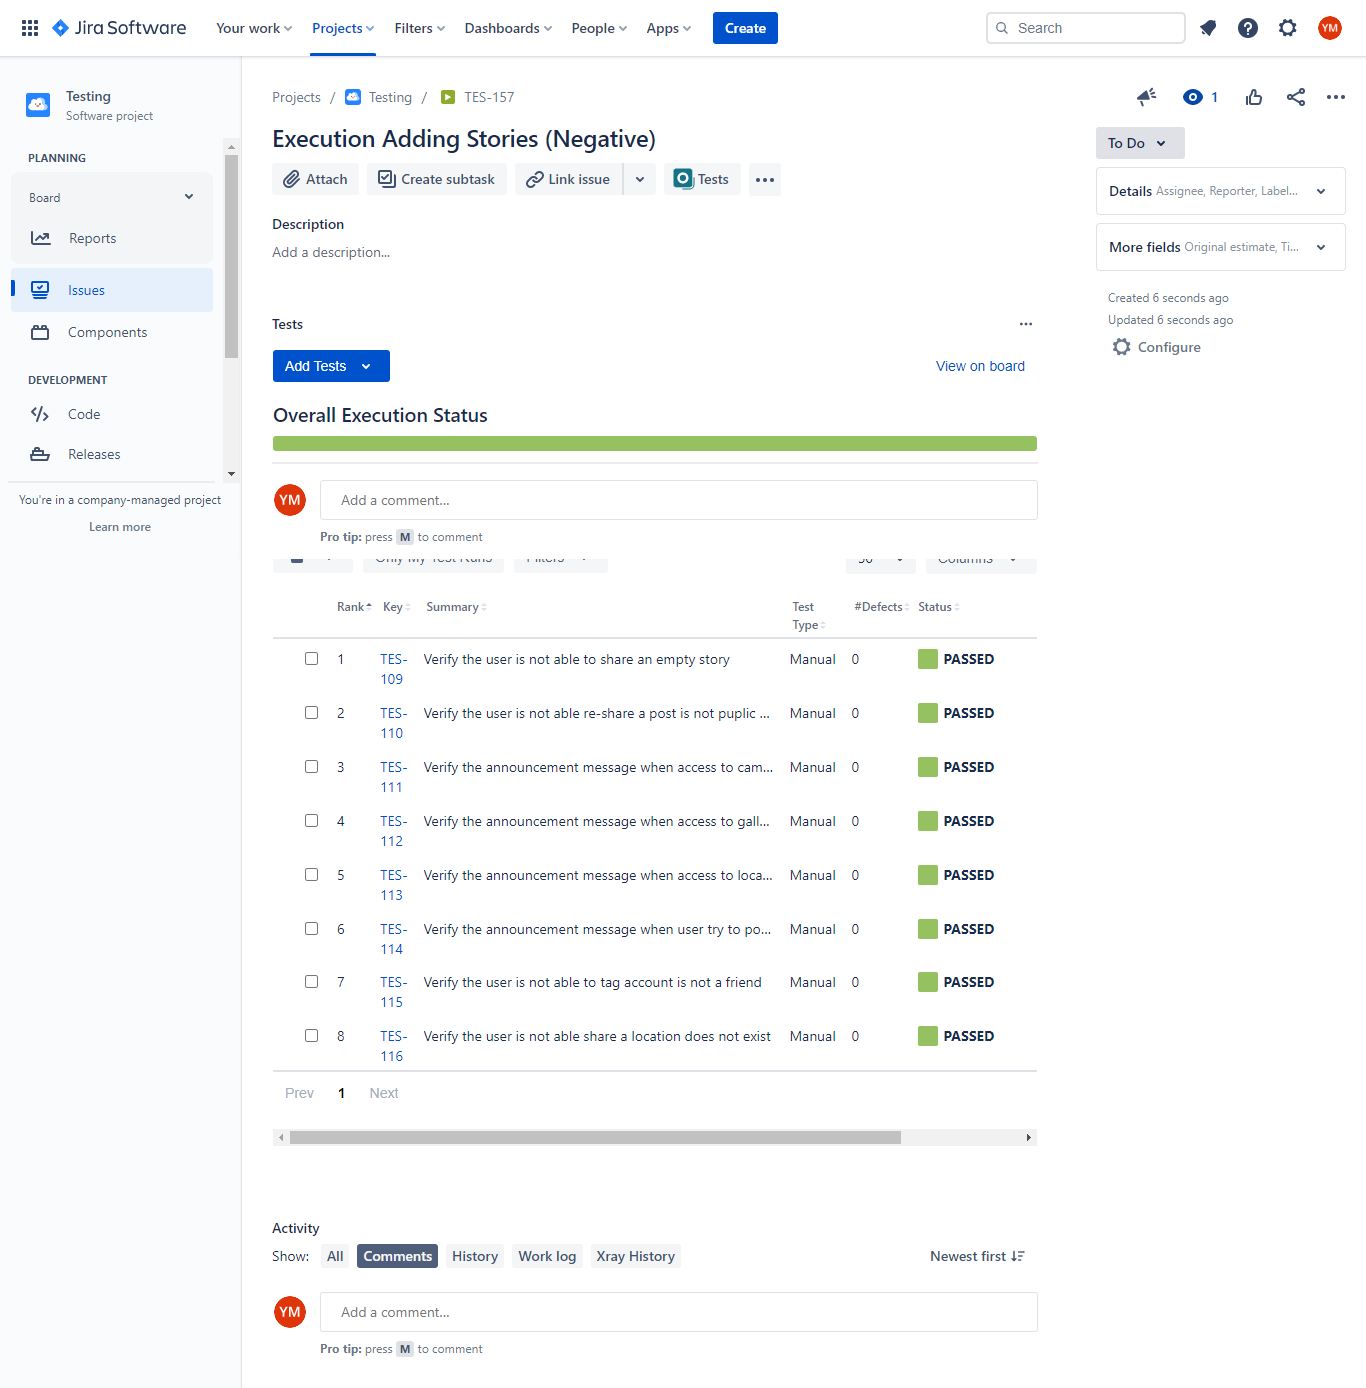 Jira Software Your work Projects Filters Dashboards People Apps Create Search YM
Testing
Software project
PLANNING
Board
Reports
Issues
Components
DEVELOPMENT
Code
Releases
You're in a company-managed project
Learn more
Projects / Testing / TES-157
1
Execution Adding Stories (Negative)
Attach Create subtask Link issue Tests
Description
Add a description...
Tests
Add Tests View on board
Overall Execution Status
YM Add a comment...
Pro tip: press M to comment
Only My Test Runs Filters 50 Columns
Rank Key Summary Test Type #Defects Status
1 TES-109 Verify the user is not able to share an empty story Manual 0 PASSED
2 TES-110 Verify the user is not able re-share a post is not puplic ... Manual 0 PASSED
3 TES-111 Verify the announcement message when access to cam... Manual 0 PASSED
4 TES-112 Verify the announcement message when access to gall... Manual 0 PASSED
5 TES-113 Verify the announcement message when access to loca... Manual 0 PASSED
6 TES-114 Verify the announcement message when user try to po... Manual 0 PASSED
7 TES-115 Verify the user is not able to tag account is not a friend Manual 0 PASSED
8 TES-116 Verify the user is not able share a location does not exist Manual 0 PASSED
Prev 1 Next
Activity
Show: All Comments History Work log Xray History Newest first
YM Add a comment...
Pro tip: press M to comment
To Do
Details Assignee, Reporter, Label...
More fields Original estimate, Ti...
Created 6 seconds ago
Updated 6 seconds ago
Configure